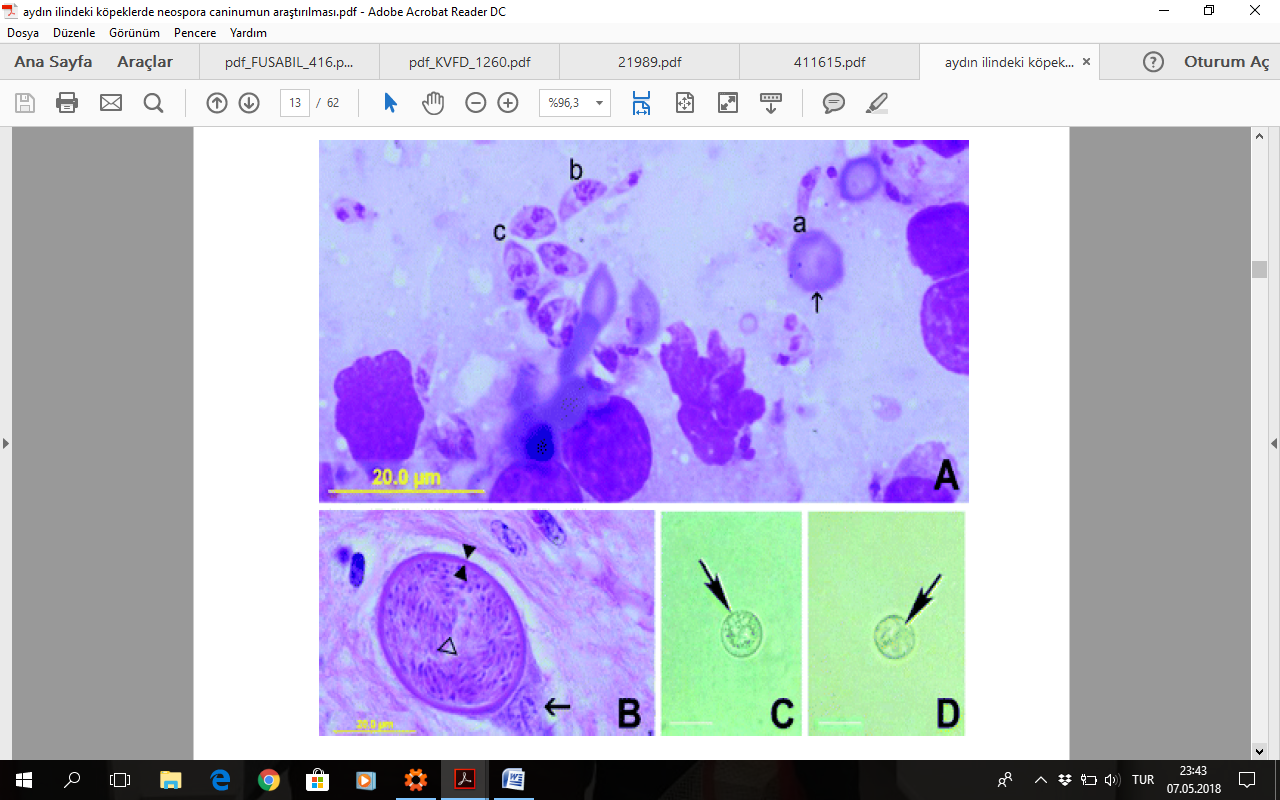 aydın ilindeki köpeklerde neospora caninumun araştırılması.pdf - Adobe Acrobat Reader DC
Dosya Düzenle Görünüm Pencere Yardım
Ana Sayfa Araçlar pdf_FUSABIL_416.p... pdf_KVFD_1260.pdf 21989.pdf 411615.pdf aydın ilindeki köpek... × ? Oturum Aç
13 / 62 %96,3
b
c
a
20.0 µm
A
20.0 µm
B
C
D
TUR
23:43
07.05.2018